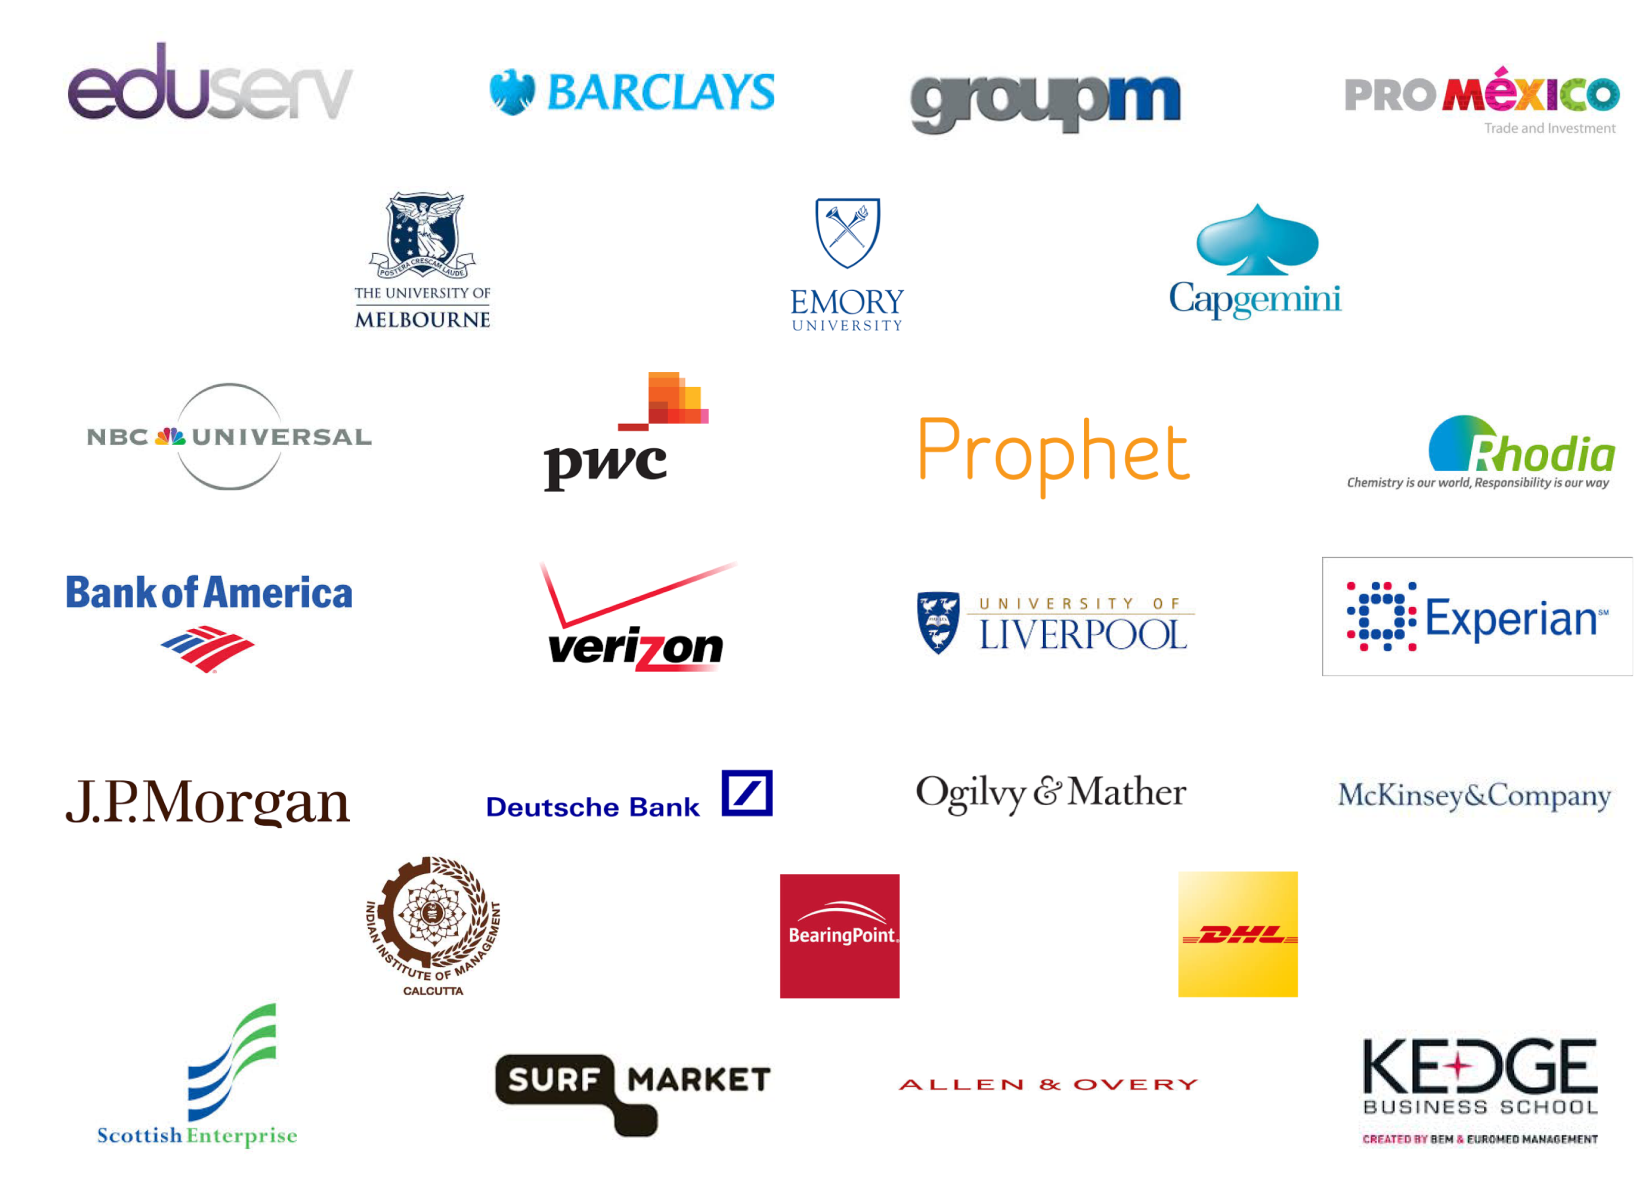 eduserv
BARCLAYS
groupm
PRO MéXICO
Trade and Investment
POSTERA CRESCAM LAUDE
THE UNIVERSITY OF
MELBOURNE
EMORY
UNIVERSITY
Capgemini
NBC UNIVERSAL
pwc
Prophet
Rhodia
Chemistry is our world, Responsibility is our way
Bank of America
verizon
UNIVERSITY OF
LIVERPOOL
Experian℠
J.P.Morgan
Deutsche Bank
Ogilvy & Mather
McKinsey&Company
INDIAN INSTITUTE OF MANAGEMENT
CALCUTTA
BearingPoint®
DHL
Scottish Enterprise
SURF MARKET
ALLEN & OVERY
KEDGE
BUSINESS SCHOOL
CREATED BY BEM & EUROMED MANAGEMENT